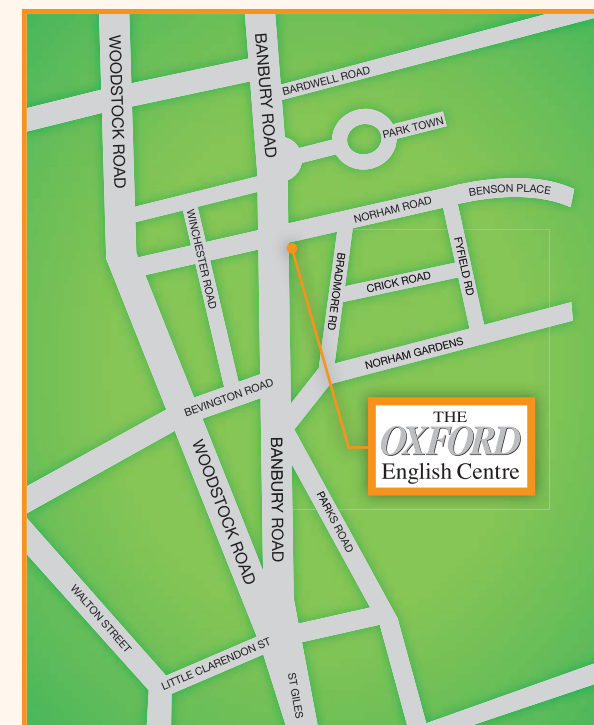 WOODSTOCK ROAD
BANBURY ROAD
BARDWELL ROAD
PARK TOWN
BENSON PLACE
NORHAM ROAD
WINCHESTER ROAD
FYFIELD RD
BRADMORE RD
CRICK ROAD
NORHAM GARDENS
BEVINGTON ROAD
THE
OXFORD
English Centre
WOODSTOCK ROAD
BANBURY ROAD
PARKS ROAD
WALTON STREET
LITTLE CLARENDON ST
ST GILES